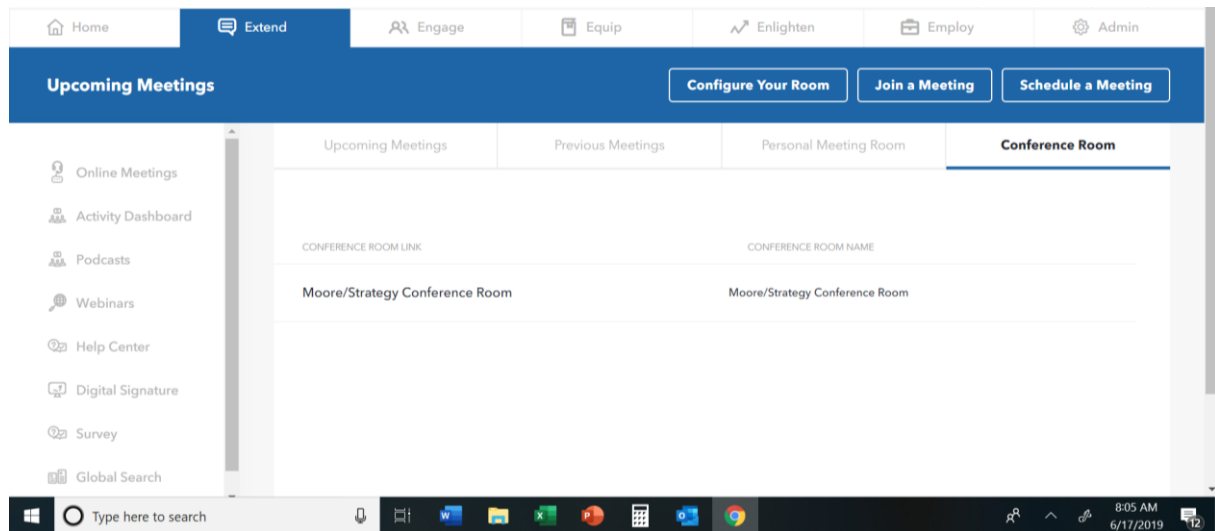 Home Extend Engage Equip Enlighten Employ Admin
Upcoming Meetings Configure Your Room Join a Meeting Schedule a Meeting
Upcoming Meetings Previous Meetings Personal Meeting Room Conference Room
Online Meetings
Activity Dashboard
Podcasts
Webinars
Help Center
Digital Signature
Survey
Global Search
CONFERENCE ROOM LINK CONFERENCE ROOM NAME
Moore/Strategy Conference Room Moore/Strategy Conference Room
Type here to search
8:05 AM
6/17/2019
12